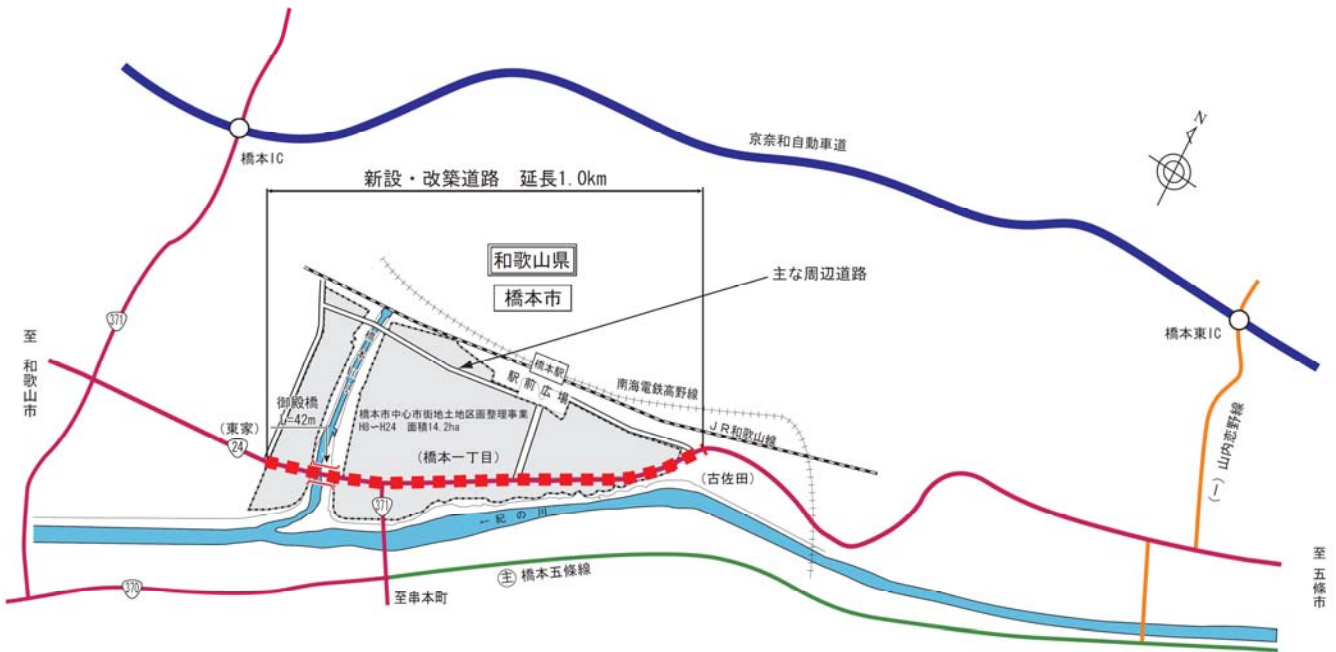 N
京奈和自動車道
橋本IC
新設・改築道路 延長1.0km
和歌山県
橋本市
主な周辺道路
371
橋本東IC
至 和歌山市
橋本川
橋本駅
駅前広場
南海電鉄高野線
御殿橋
L=42m
橋本市中心市街地土地区画整理事業
H8〜H24 面積14.2ha
JR和歌山線
(東家)
24
(橋本一丁目)
(古佐田)
(一)山内恋野線
371
←紀の川
至 五條市
主 橋本五條線
370
至串本町